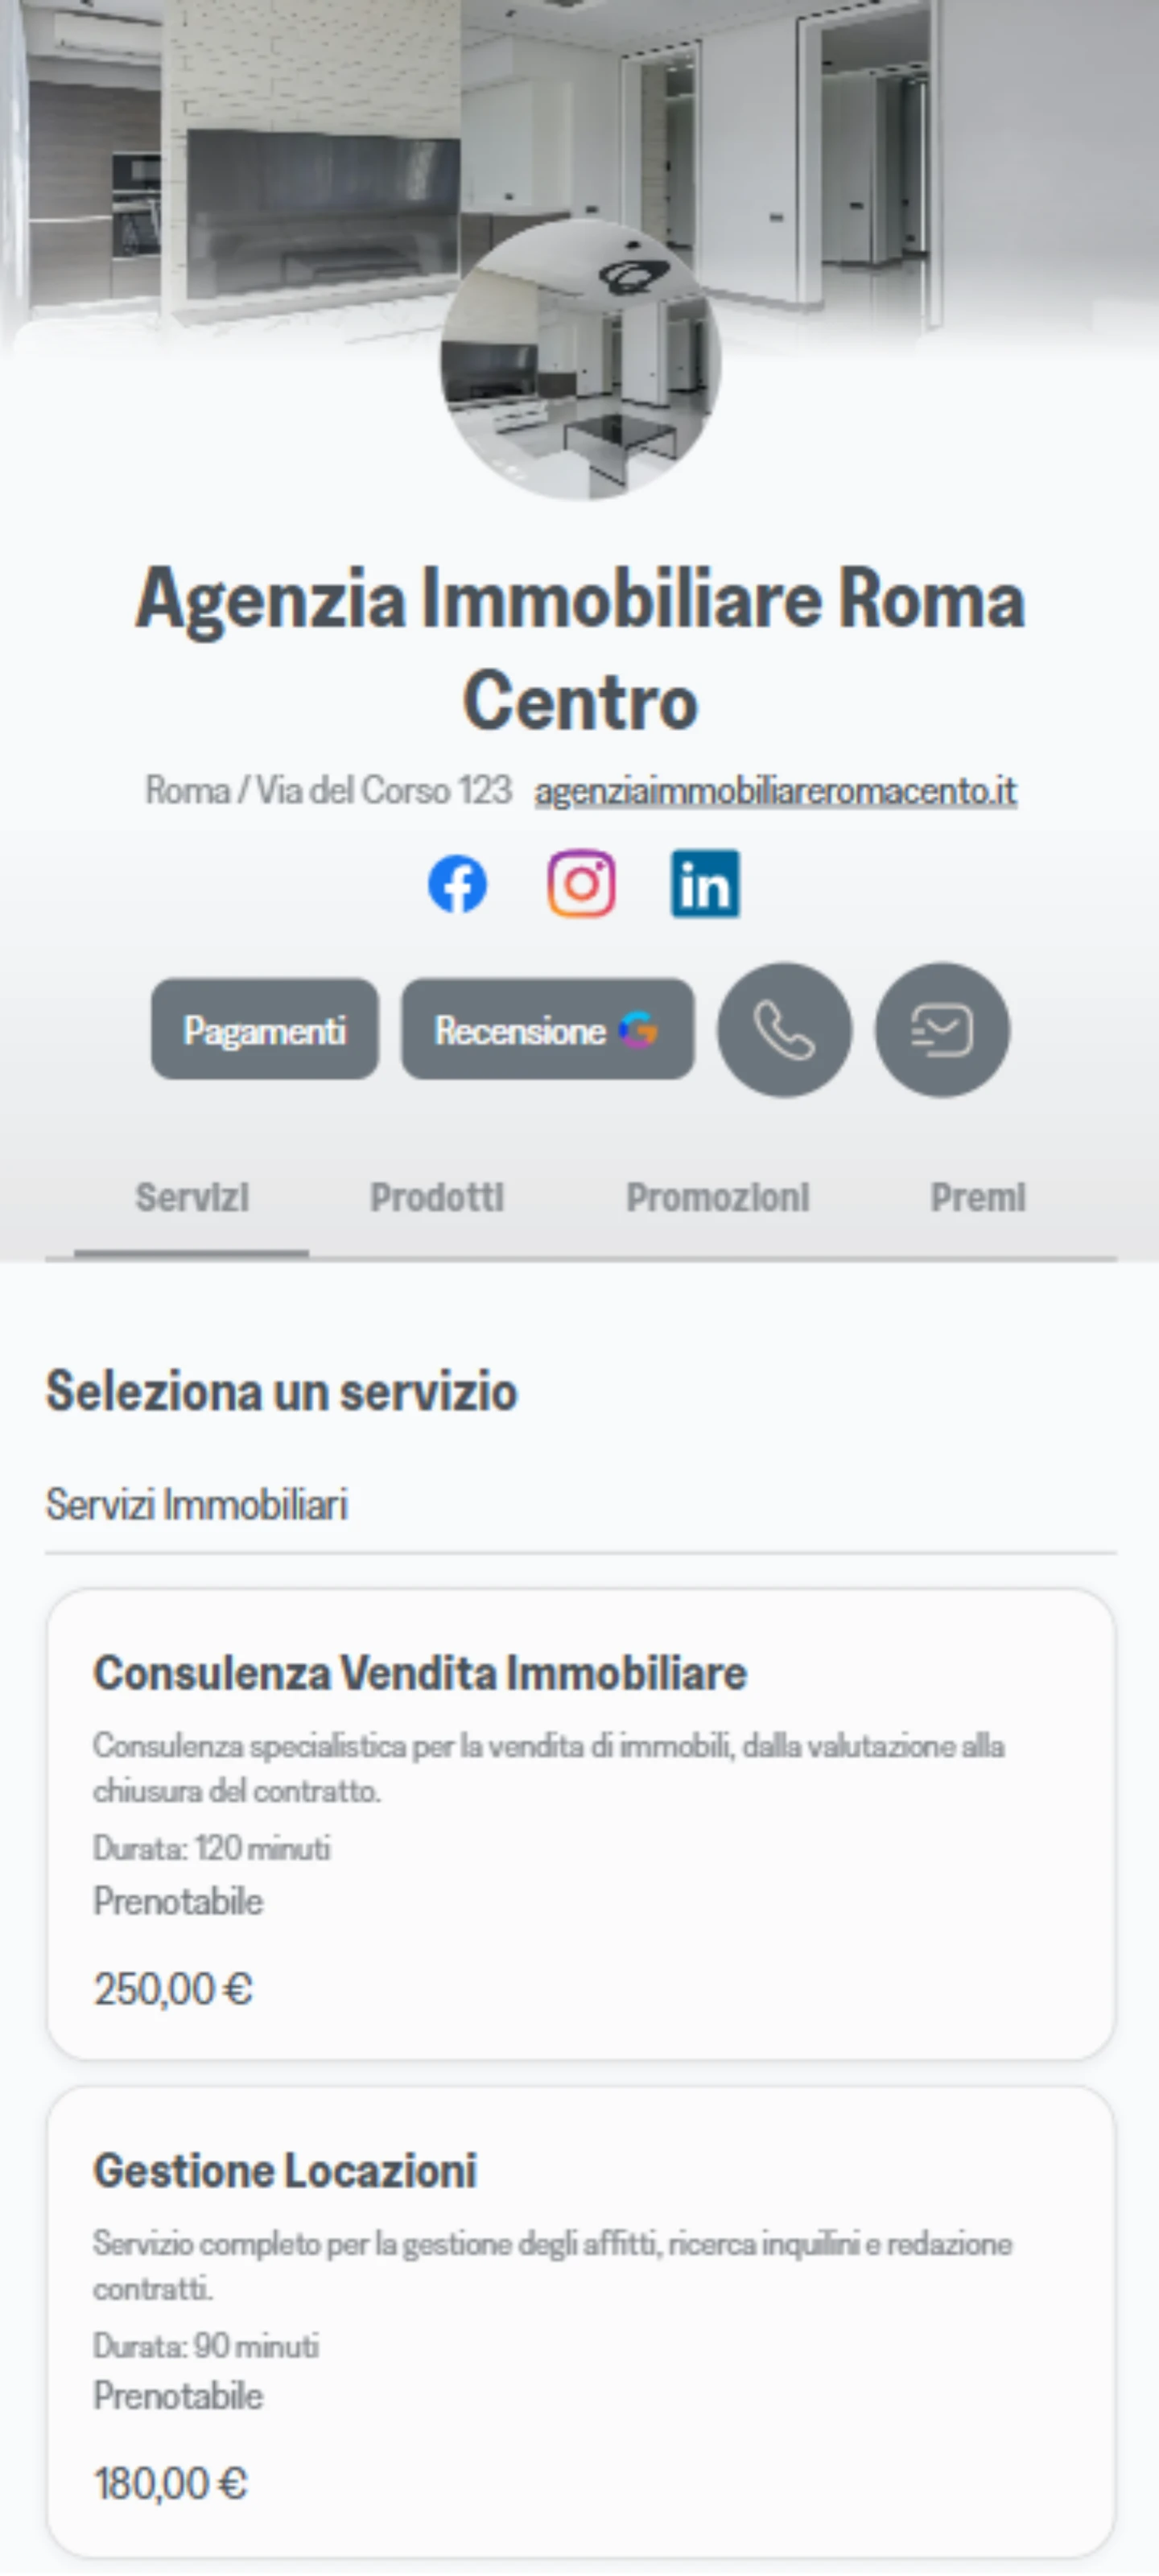 Agenzia Immobiliare Roma
Centro
Roma / Via del Corso 123 agenziaimmobiliareromacento.it
Pagamenti Recensione
Servizi Prodotti Promozioni Premi
Seleziona un servizio
Servizi Immobiliari
Consulenza Vendita Immobiliare
Consulenza specialistica per la vendita di immobili, dalla valutazione alla
chiusura del contratto.
Durata: 120 minuti
Prenotabile
250,00 €
Gestione Locazioni
Servizio completo per la gestione degli affitti, ricerca inquilini e redazione
contratti.
Durata: 90 minuti
Prenotabile
180,00 €